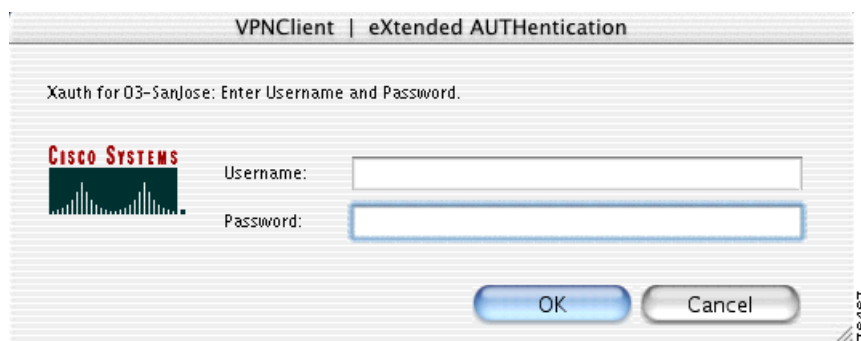 VPNClient | eXtended AUTHentication
Xauth for 03-SanJose: Enter Username and Password.
CISCO SYSTEMS
Username:
Password:
OK
Cancel